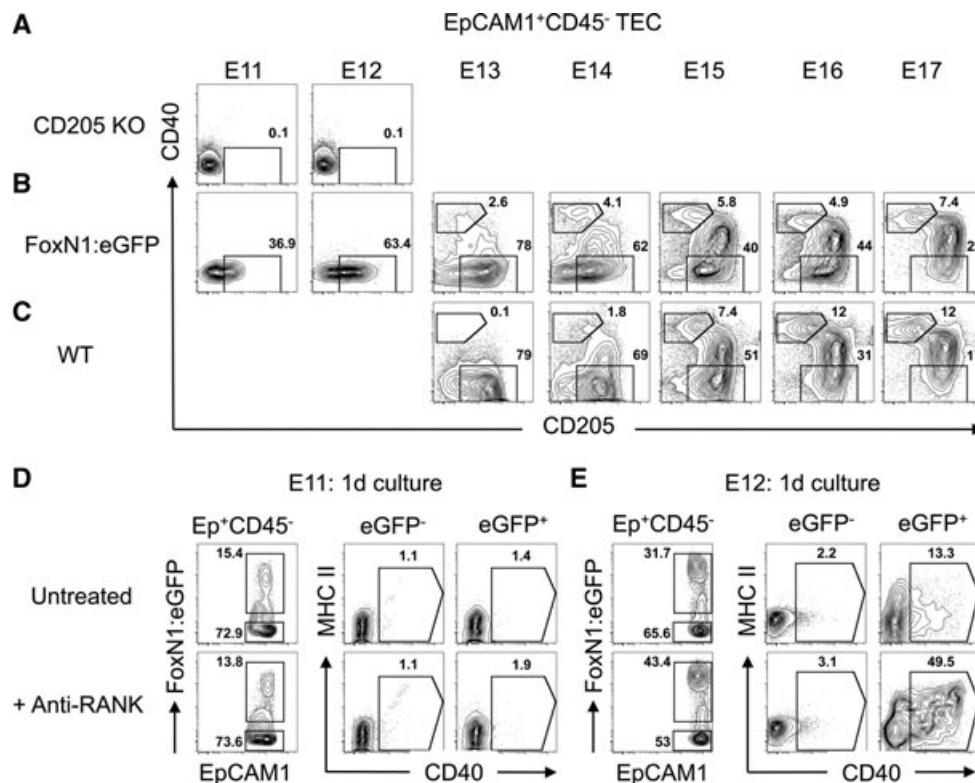 A
EpCAM1+CD45- TEC
E11 E12 E13 E14 E15 E16 E17
CD205 KO
CD40
0.1 0.1
B
FoxN1:eGFP
36.9 63.4 2.6 78 4.1 62 5.8 40 4.9 44 7.4
C
WT
0.1 79 1.8 69 7.4 51 12 31 12
CD205
D E11: 1d culture
Ep+CD45- eGFP- eGFP+
Untreated
FoxN1:eGFP
15.4 72.9
MHC II
1.1 1.4
+ Anti-RANK
13.8 73.6
1.1 1.9
EpCAM1 CD40
E E12: 1d culture
Ep+CD45- eGFP- eGFP+
FoxN1:eGFP
31.7 65.6
MHC II
2.2 13.3
43.4 53
3.1 49.5
EpCAM1 CD40